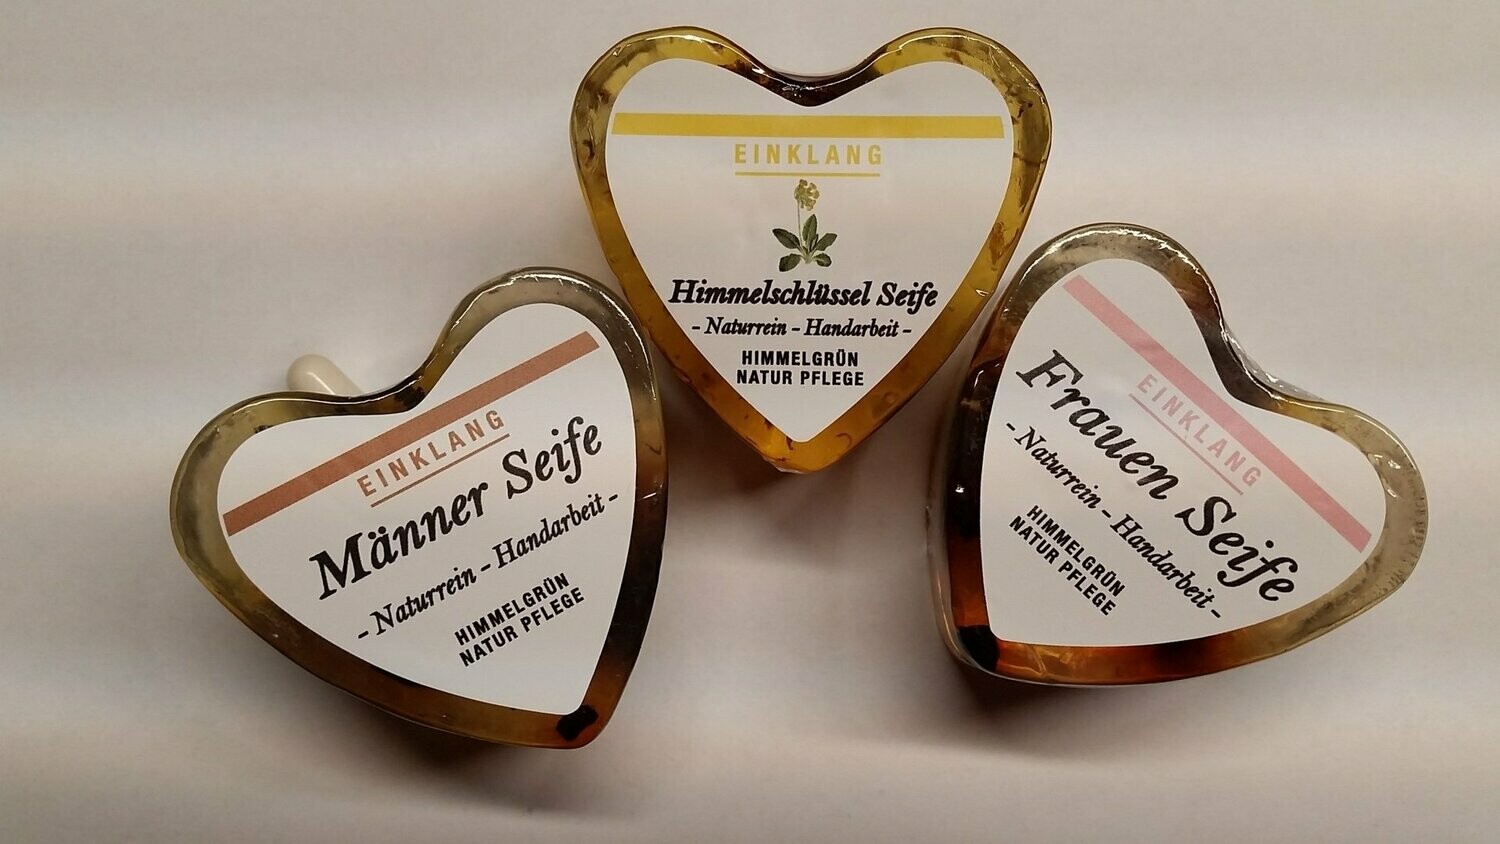 EINKLANG
Himmelschlüssel Seife
- Naturrein - Handarbeit -
HIMMELGRÜN
NATUR PFLEGE
EINKLANG
Männer Seife
- Naturrein - Handarbeit -
HIMMELGRÜN
NATUR PFLEGE
EINKLANG
Frauen Seife
- Naturrein - Handarbeit -
HIMMELGRÜN
NATUR PFLEGE